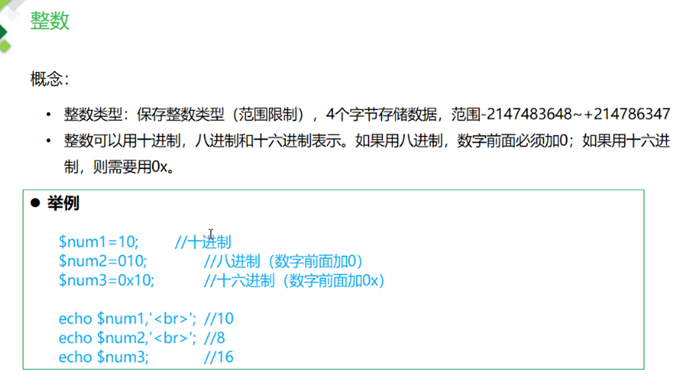 整数
概念：
• 整数类型：保存整数类型（范围限制），4个字节存储数据，范围-2147483648~+214786347
• 整数可以用十进制，八进制和十六进制表示。如果用八进制，数字前面必须加0；如果用十六进
制，则需要用0x。
● 举例
$num1=10; //十进制
$num2=010; //八进制（数字前面加0）
$num3=0x10; //十六进制（数字前面加0x）
echo $num1,'<br>'; //10
echo $num2,'<br>'; //8
echo $num3; //16